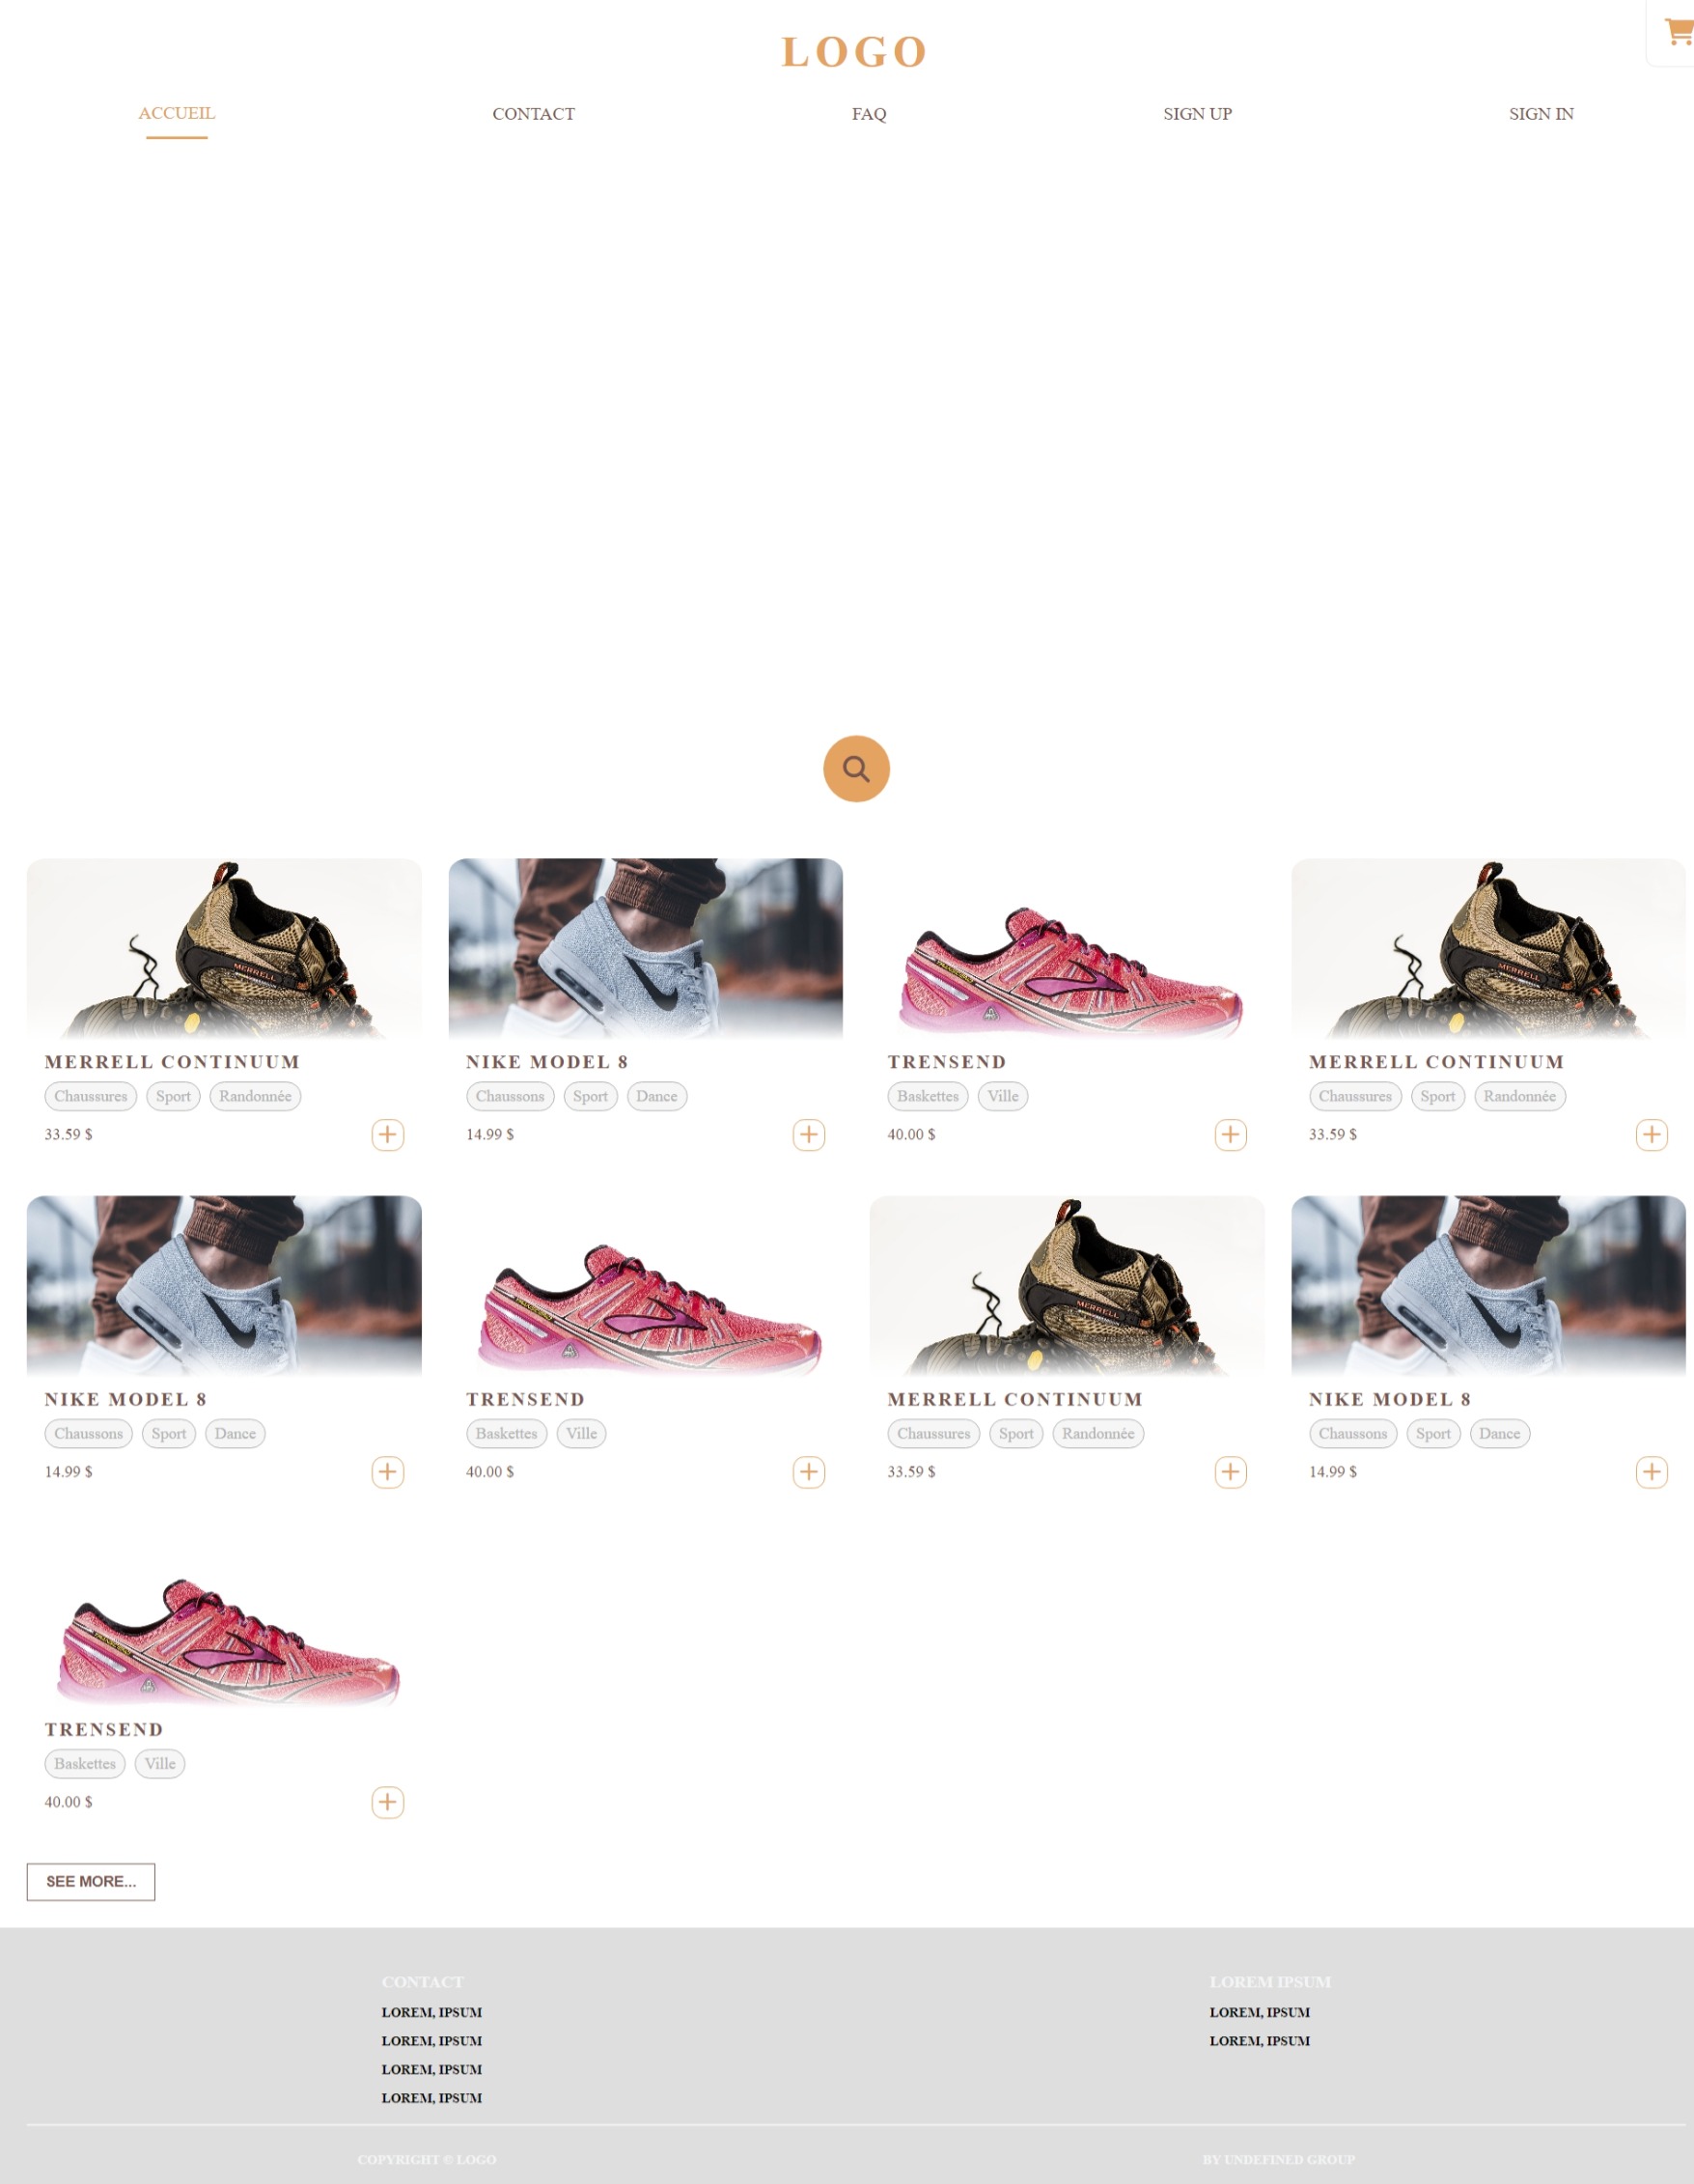 LOGO
ACCUEIL CONTACT FAQ SIGN UP SIGN IN
MERRELL
MERRELL
MERRELL CONTINUUM NIKE MODEL 8 TRENSEND MERRELL CONTINUUM
Chaussures Sport Randonnée Chaussons Sport Dance Baskettes Ville Chaussures Sport Randonnée
33.59 $ 14.99 $ 40.00 $ 33.59 $
MERRELL
NIKE MODEL 8 TRENSEND MERRELL CONTINUUM NIKE MODEL 8
Chaussons Sport Dance Baskettes Ville Chaussures Sport Randonnée Chaussons Sport Dance
14.99 $ 40.00 $ 33.59 $ 14.99 $
TRENSEND
Baskettes Ville
40.00 $
SEE MORE...
CONTACT
LOREM, IPSUM
LOREM, IPSUM
LOREM, IPSUM
LOREM, IPSUM
LOREM IPSUM
LOREM, IPSUM
LOREM, IPSUM
COPYRIGHT © LOGO BY UNDEFINED GROUP